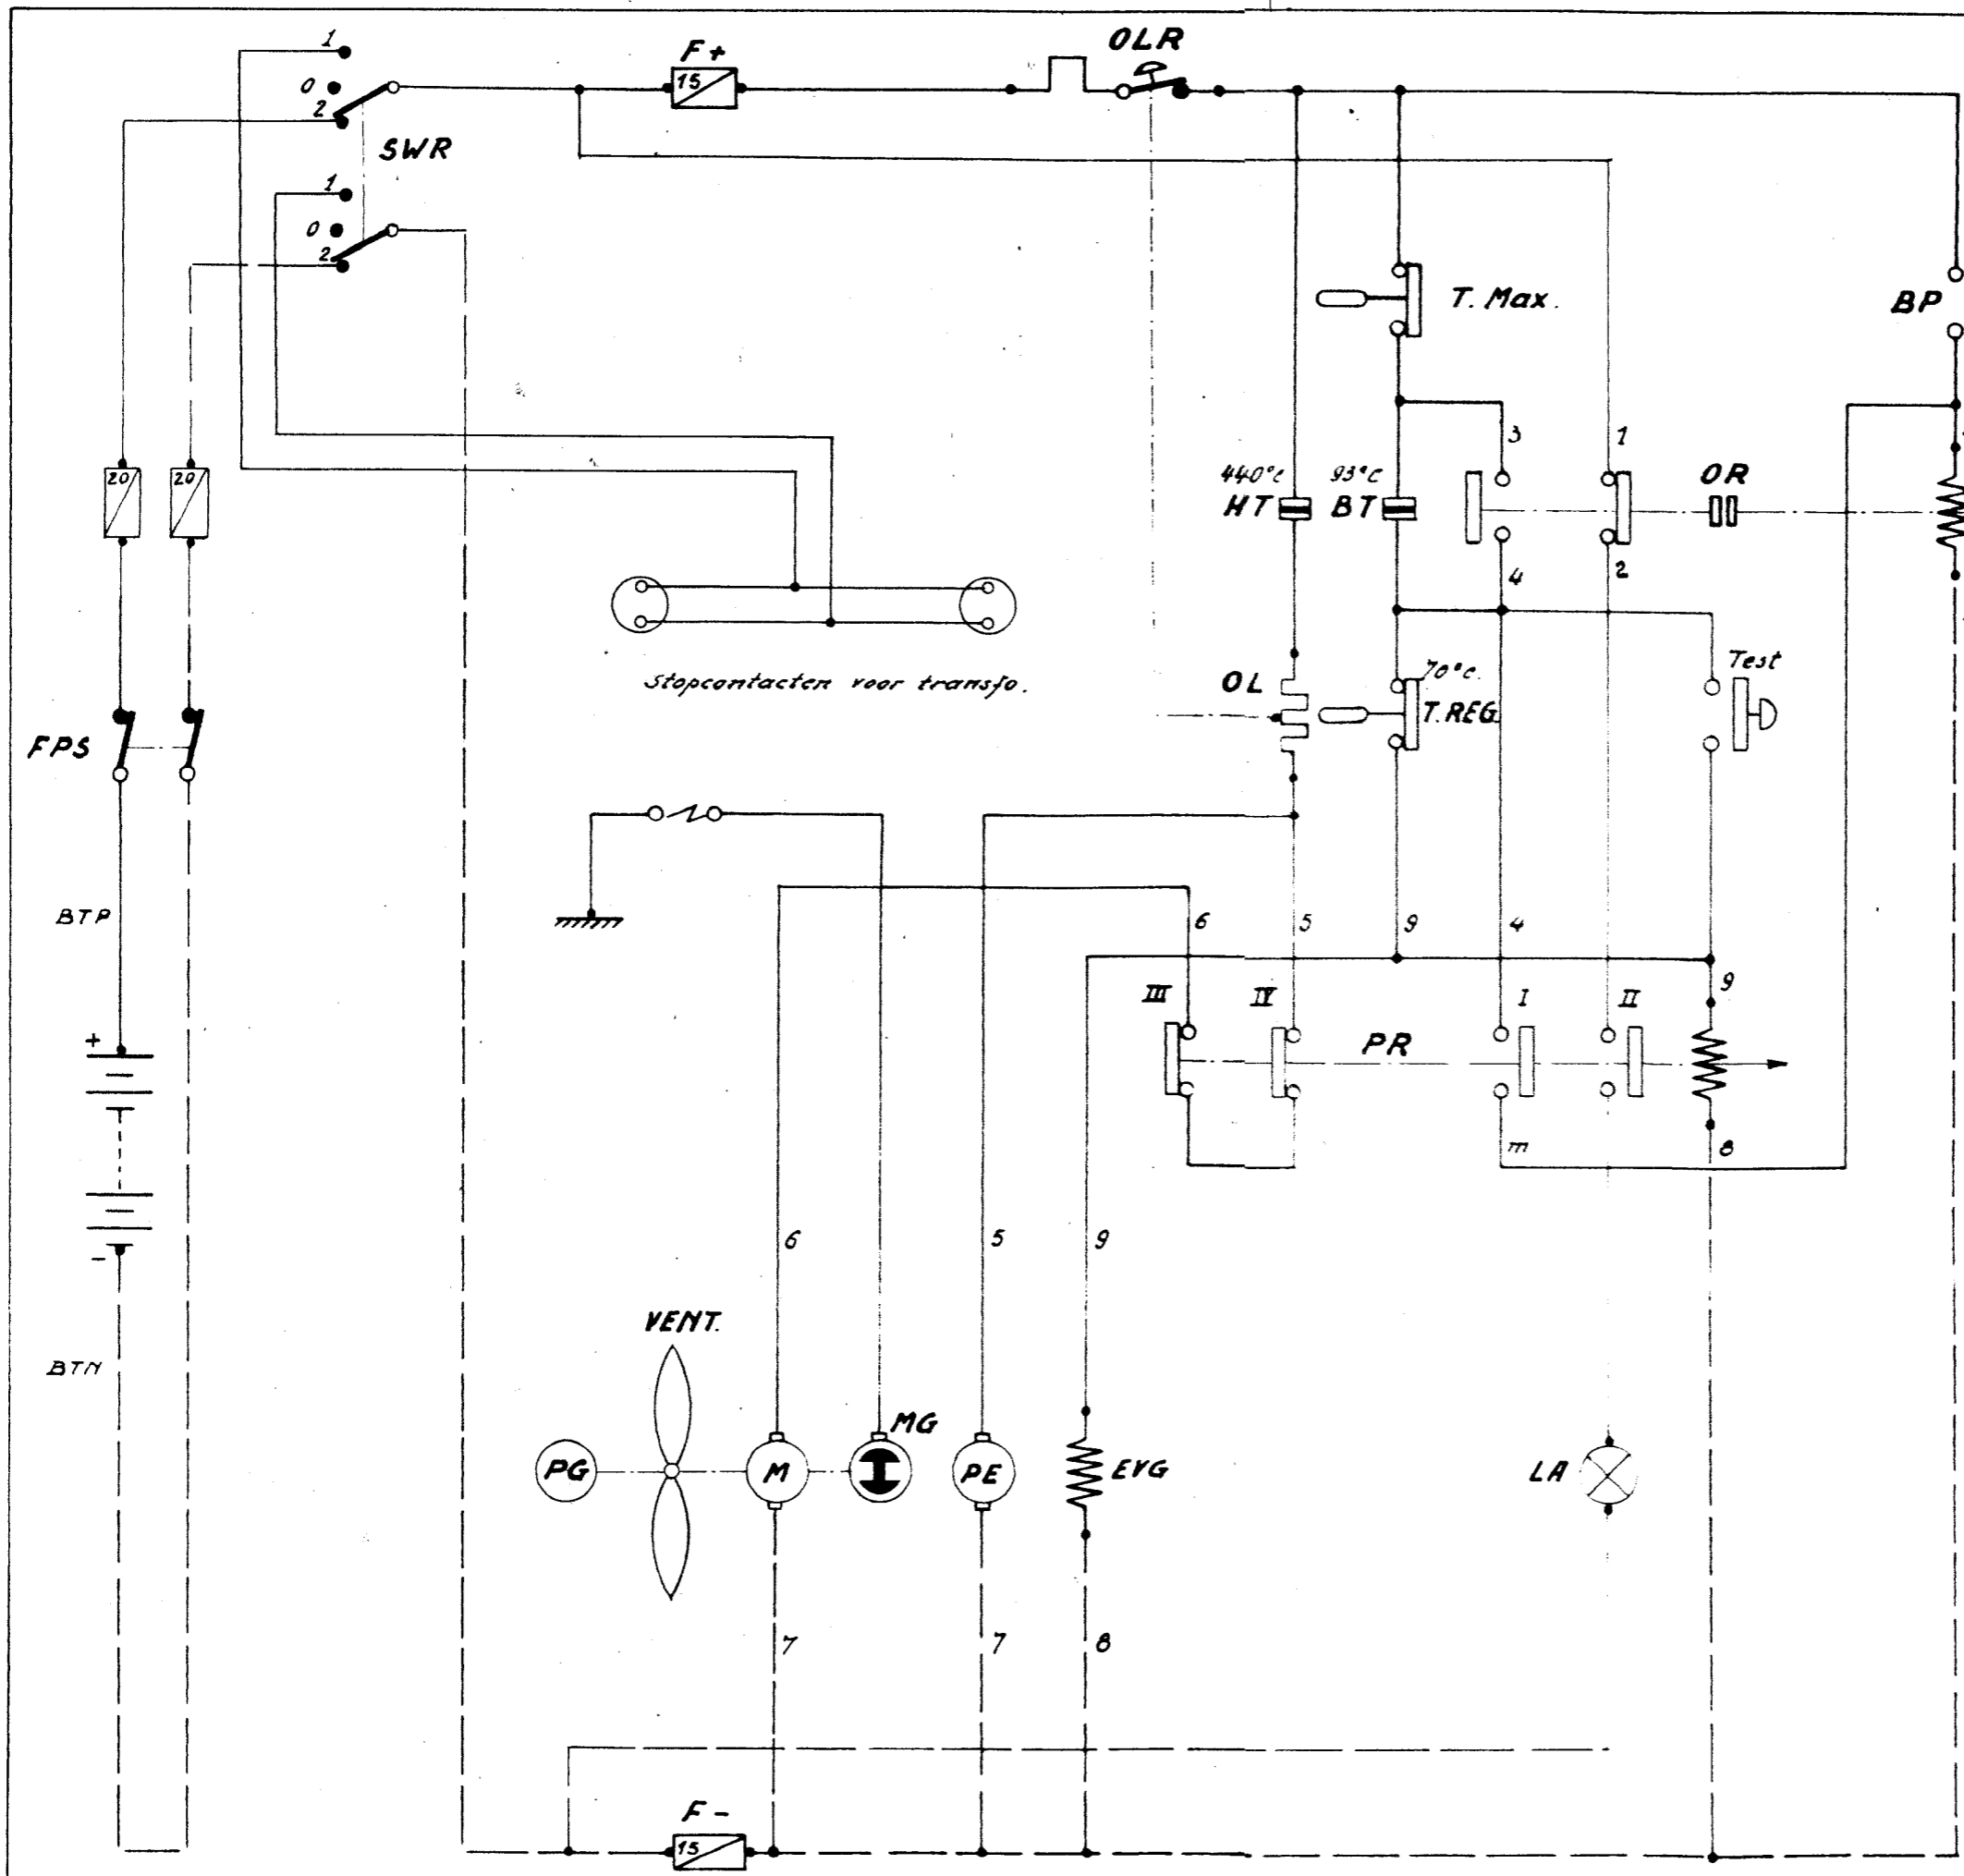 1
F+
OLR
0
15
2
SWR
1
0
2
T. Max.
BP
3
1
440°c
93°c
OR
HT
BT
20
20
4
2
Stopcontacten voor transfo.
OL
70°c.
T.REG.
Test
FPS
BTP
6
5
9
4
III
IV
I
II
9
+
PR
m
8
-
6
5
9
VENT.
BTN
MG
PG
M
PE
EVG
LA
7
7
8
F -
15